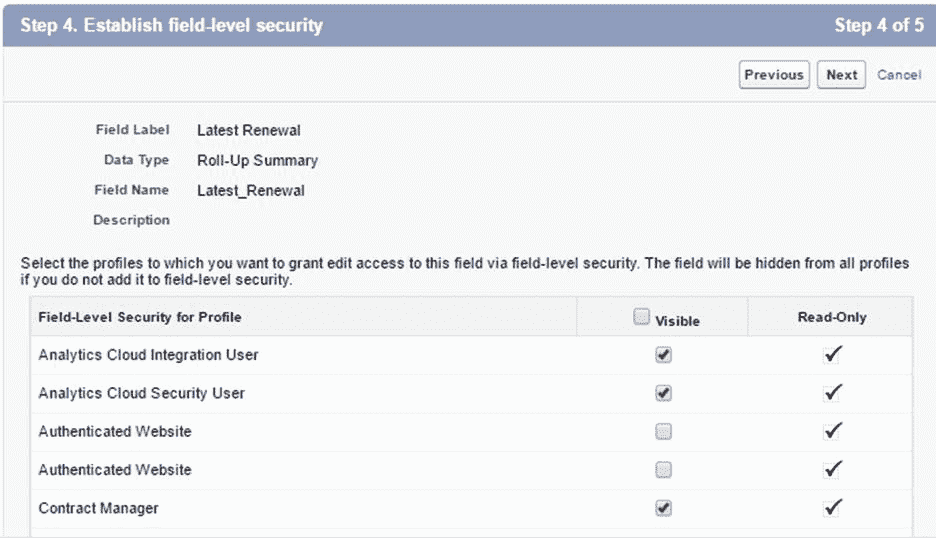 Step 4. Establish field-level security Step 4 of 5
Previous Next Cancel
Field Label Latest Renewal
Data Type Roll-Up Summary
Field Name Latest_Renewal
Description
Select the profiles to which you want to grant edit access to this field via field-level security. The field will be hidden from all profiles
if you do not add it to field-level security.
Field-Level Security for Profile Visible Read-Only
Analytics Cloud Integration User
Analytics Cloud Security User
Authenticated Website
Authenticated Website
Contract Manager